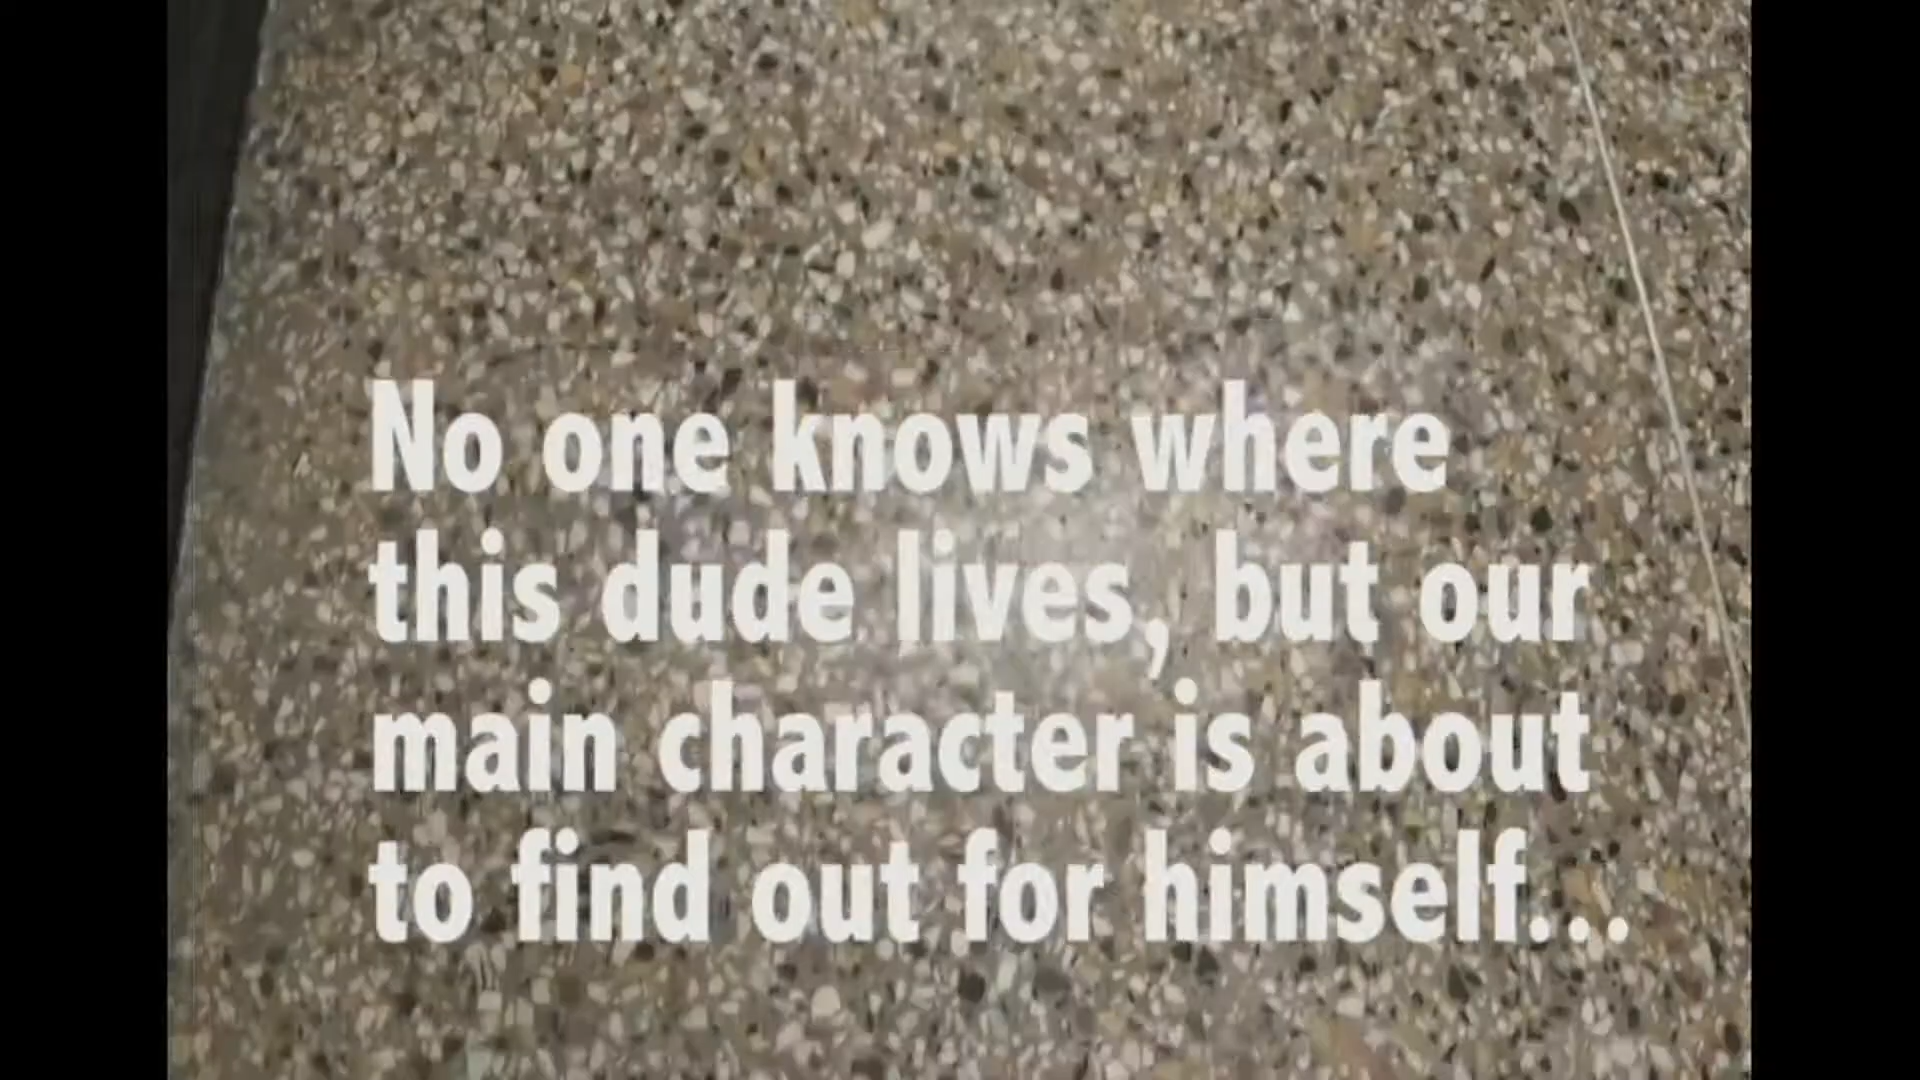 No one knows where
this dude lives, but our
main character is about
to find out for himself...